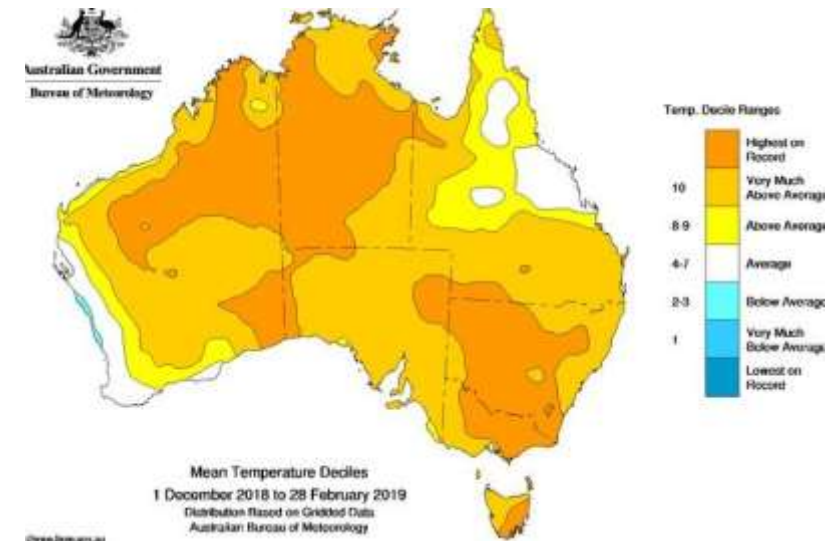 Australian Government
Bureau of Meteorology
Temp. Decile Ranges
Highest on
Record
10
Very Much
Above Average
8-9
Above Average
4-7
Average
2-3
Below Average
1
Very Much
Below Average
Lowest on
Record
Mean Temperature Deciles
1 December 2018 to 28 February 2019
Distribution Based on Gridded Data
Australian Bureau of Meteorology